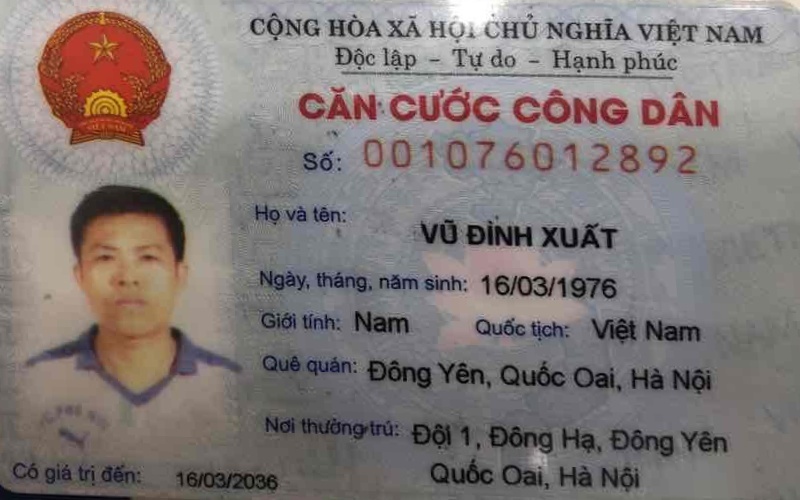 CỘNG HÒA XÃ HỘI CHỦ NGHĨA VIỆT NAM
Độc lập - Tự do - Hạnh phúc
CĂN CƯỚC CÔNG DÂN
Số: 001076012892
Họ và tên: VŨ ĐÌNH XUẤT
Ngày, tháng, năm sinh: 16/03/1976
Giới tính: Nam Quốc tịch: Việt Nam
Quê quán: Đông Yên, Quốc Oai, Hà Nội
Nơi thường trú: Đội 1, Đông Hạ, Đông Yên
Quốc Oai, Hà Nội
Có giá trị đến: 16/03/2036
VIỆT NAM